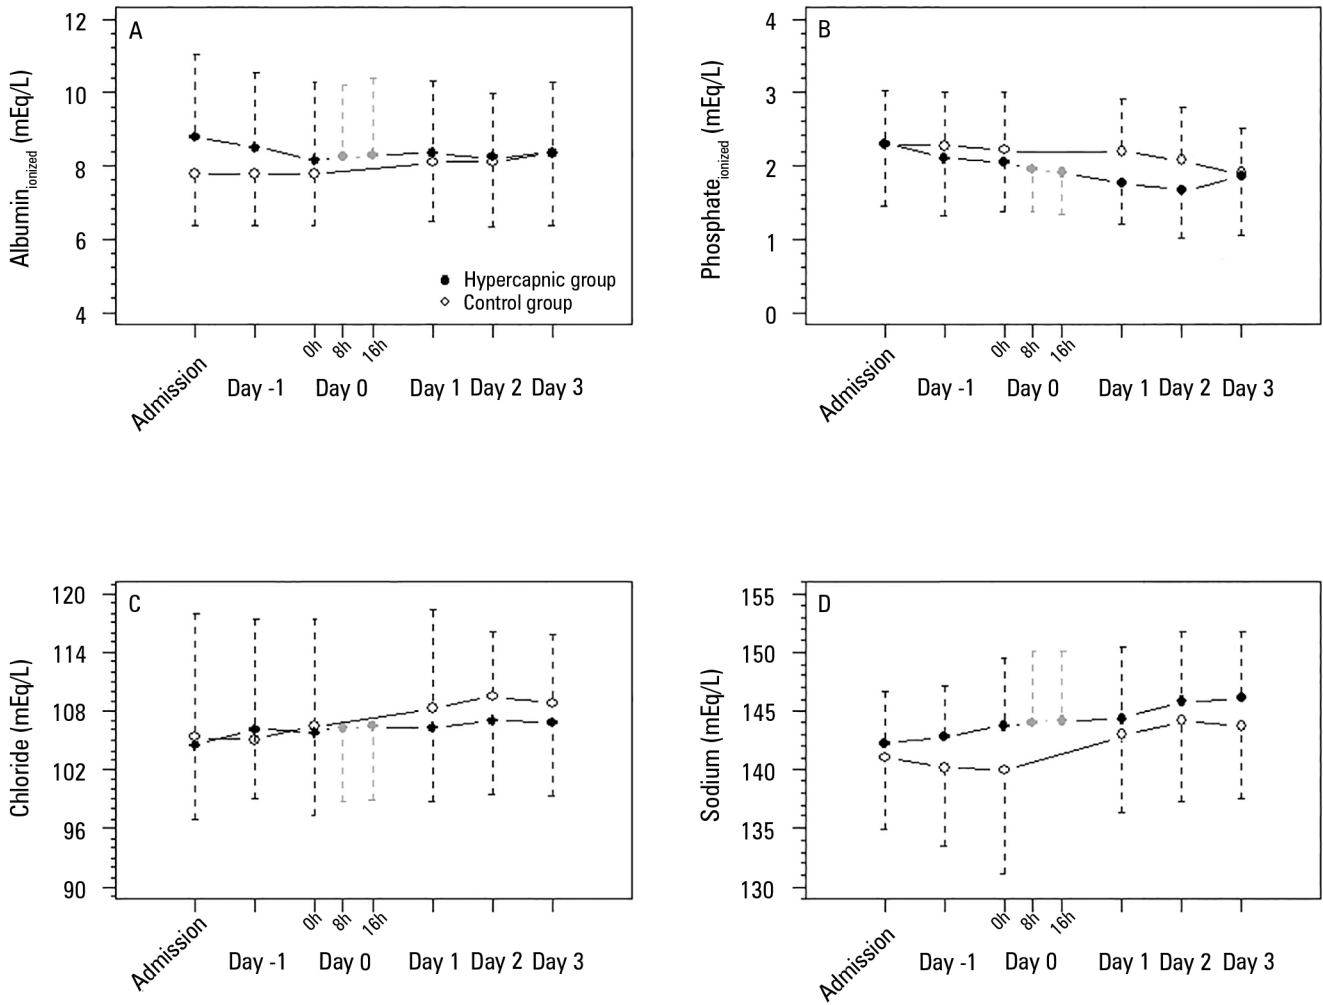 A
12
10
8
6
4
Albumin ionized (mEq/L)
Hypercapnic group
Control group
0h 8h 16h
Admission Day -1 Day 0 Day 1 Day 2 Day 3
B
4
3
2
1
0
Phosphate ionized (mEq/L)
0h 8h 16h
Admission Day -1 Day 0 Day 1 Day 2 Day 3
C
120
114
108
102
96
90
Chloride (mEq/L)
0h 8h 16h
Admission Day -1 Day 0 Day 1 Day 2 Day 3
D
155
150
145
140
135
130
Sodium (mEq/L)
0h 8h 16h
Admission Day -1 Day 0 Day 1 Day 2 Day 3